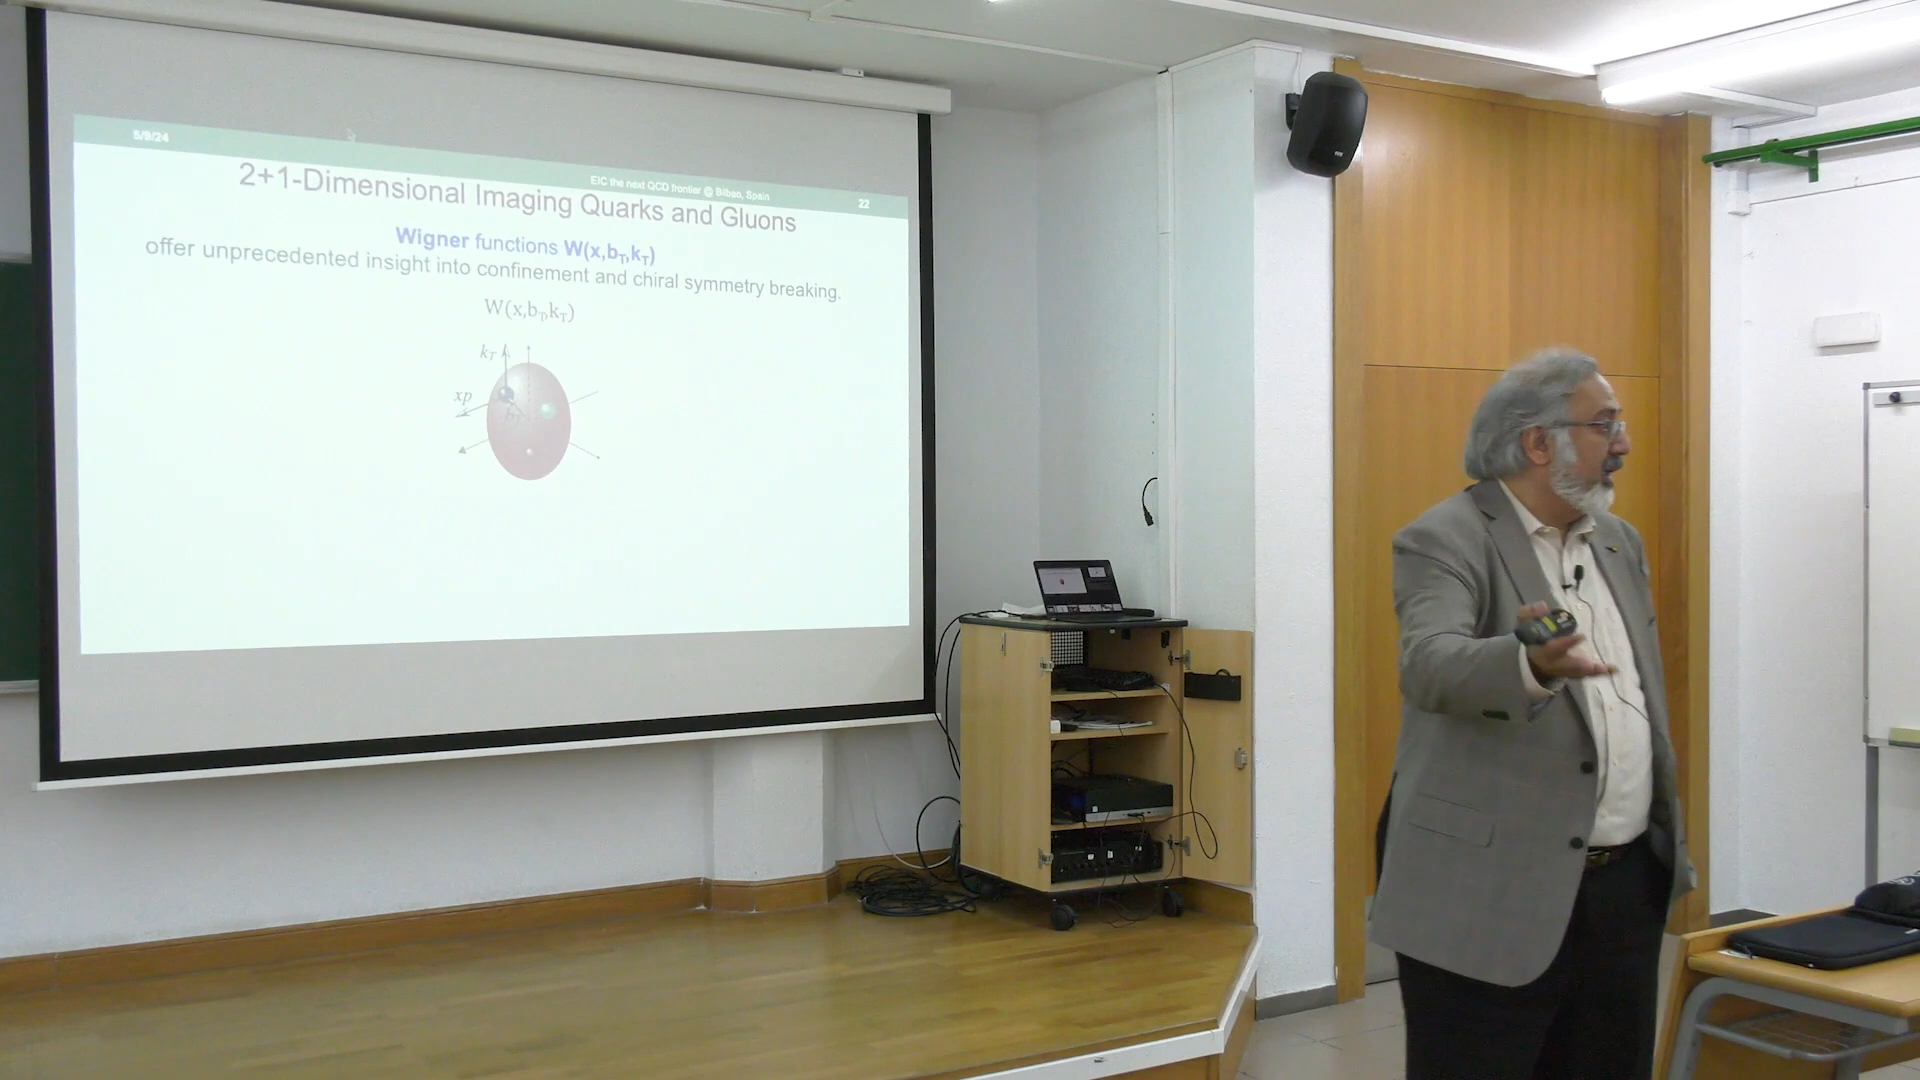 5/9/24
EIC the next QCD frontier @ Bilbao, Spain
22
2+1-Dimensional Imaging Quarks and Gluons
Wigner functions W(x,bT,kT)
offer unprecedented insight into confinement and chiral symmetry breaking.
W(x,bT,kT)
kT
xp
bT